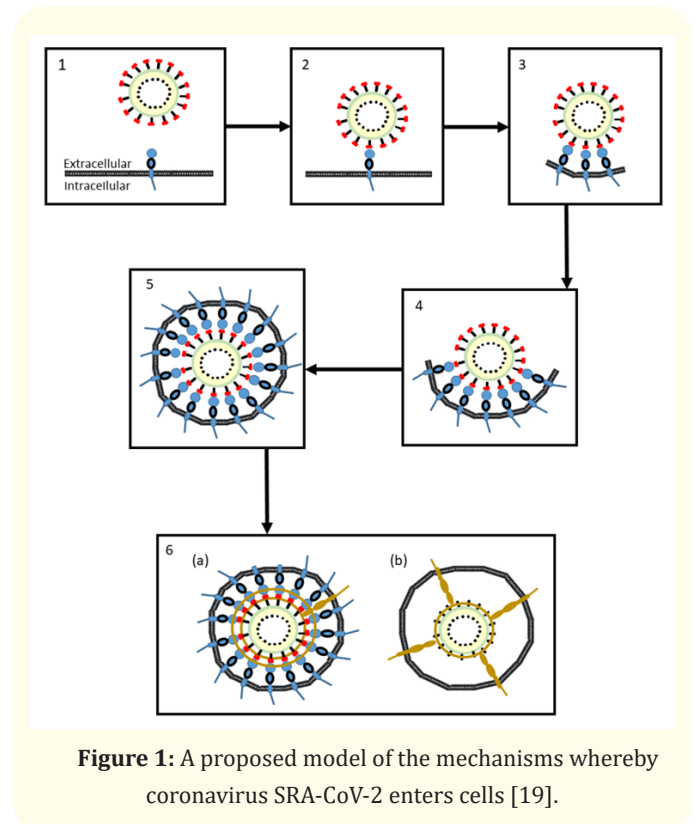 1
2
3
Extracellular
Intracellular
5
4
6
(a)
(b)
Figure 1: A proposed model of the mechanisms whereby
coronavirus SRA-CoV-2 enters cells [19].